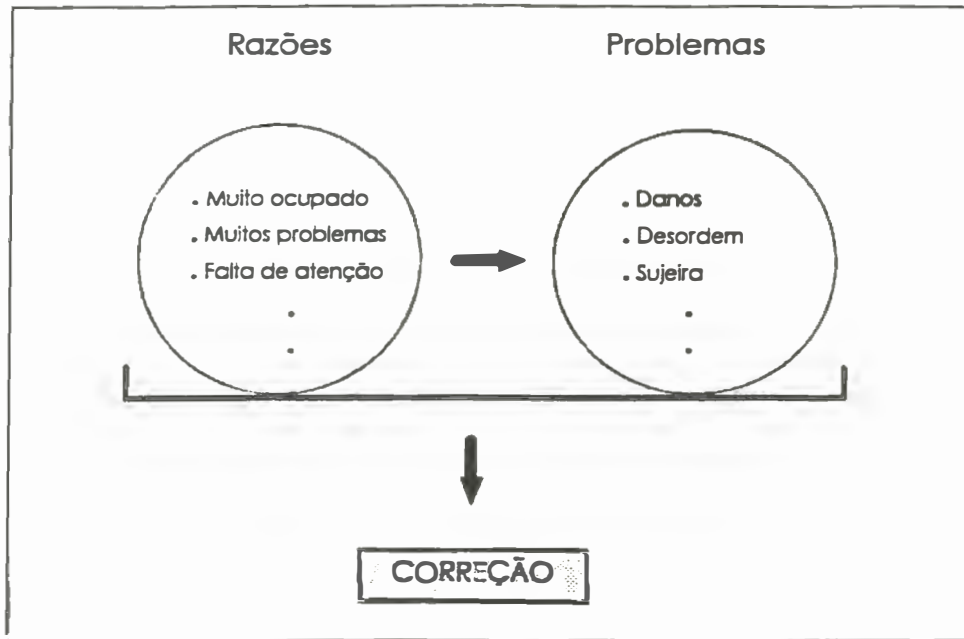 Razões
Problemas
. Muito ocupado
. Muitos problemas
. Falta de atenção
.
.
. Danos
. Desordem
. Sujeira
.
.
CORREÇÃO